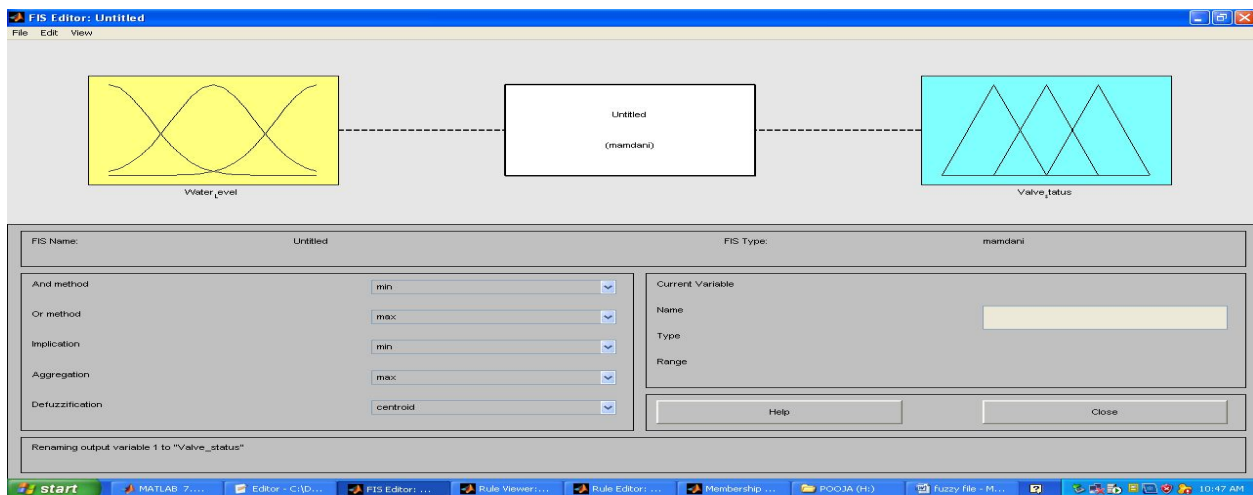 FIS Editor: Untitled
File Edit View
Untitled
(mamdani)
Water_Level
Valve_status
FIS Name: Untitled FIS Type: mamdani
And method min
Or method max
Implication min
Aggregation max
Defuzzification centroid
Current Variable
Name
Type
Range
Help Close
Renaming output variable 1 to "Valve_status"
start MATLAB 7.... Editor - C:\D... FIS Editor: ... Rule Viewer:... Rule Editor: ... Membership ... POOJA (H:) fuzzy file - M... 10:47 AM